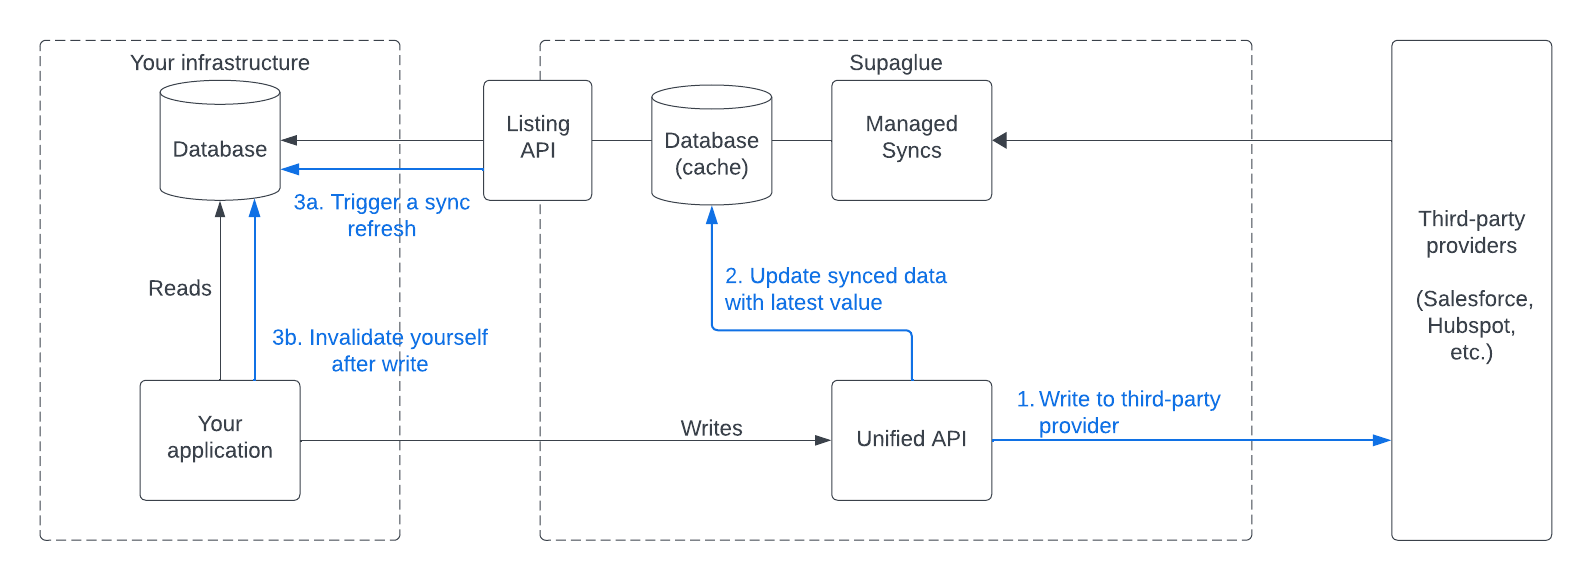 Your infrastructure
Supaglue
Database
Listing
API
Database
(cache)
Managed
Syncs
3a. Trigger a sync
refresh
Third-party
providers
(Salesforce,
Hubspot,
etc.)
Reads
2. Update synced data
with latest value
3b. Invalidate yourself
after write
Your
application
Writes
Unified API
1. Write to third-party
provider